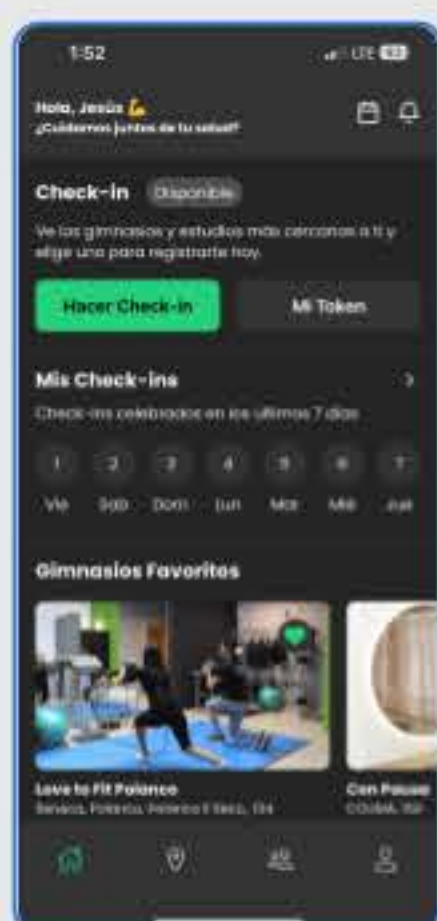 1:52
LTE
Hola, Jesús 💪
¿Cuidamos juntos de tu salud?
Check-in Disponible
Ve los gimnasios y estudios más cercanos a ti y
elige uno para registrarte hoy.
Hacer Check-in
Mi Token
Mis Check-ins
Check-ins celebrados en los últimos 7 días
1 2 3 4 5 6 7
Vie Sab Dom Lun Mar Mié Jue
Gimnasios Favoritos
Love to Fit Polanco
Con Pausa